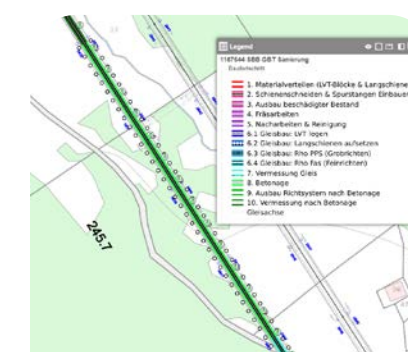 Legend
1187644 SBB GBT Sanierung
1. Materialverteilen (LVT-Blöcke & Langschiene
2. Schienenschneiden & Spurstangen Einbauen
3. Ausbau beschädigter Bestand
4. Fräsarbeiten
5. Nacharbeiten & Reinigung
6.1 Gleisbau: LVT legen
6.2 Gleisbau: Langschienen aufsetzen
6.3 Gleisbau: Rho PPS (Grobrichten)
6.4 Gleisbau: Rho Fas (Feinrichten)
7. Vermessung Gleis
8. Betonage
9. Ausbau Richtsystem nach Betonage
10. Vermessung nach Betonage
Gleisachse
245.7